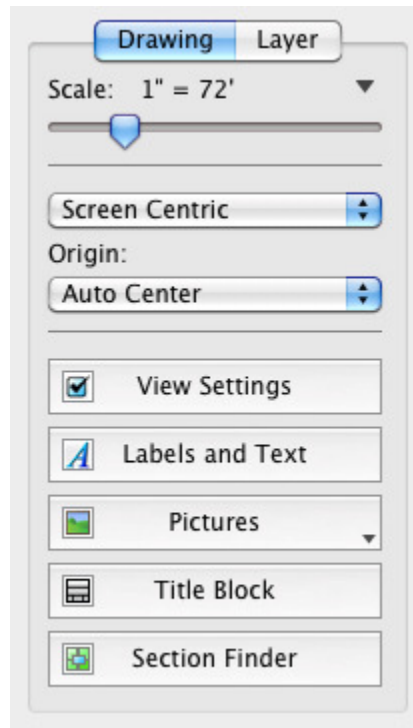 Drawing Layer
Scale: 1" = 72'
Screen Centric
Origin:
Auto Center
View Settings
Labels and Text
Pictures
Title Block
Section Finder